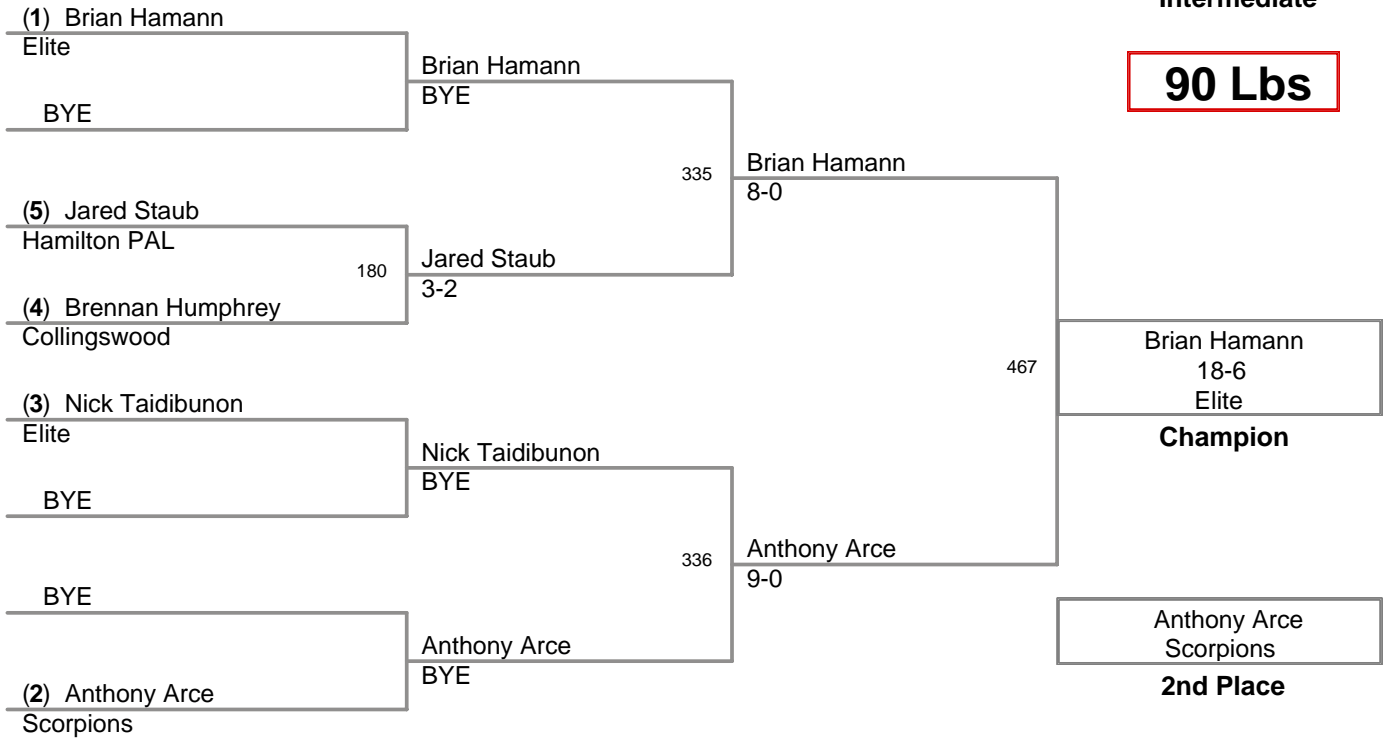 Intermediate
90 Lbs
(1) Brian Hamann
Elite
BYE
(5) Jared Staub
Hamilton PAL
180
(4) Brennan Humphrey
Collingswood
(3) Nick Taidibunon
Elite
BYE
BYE
(2) Anthony Arce
Scorpions
Brian Hamann
BYE
335
Jared Staub
3-2
Nick Taidibunon
BYE
336
Anthony Arce
BYE
Brian Hamann
8-0
467
Anthony Arce
9-0
Brian Hamann
18-6
Elite
Champion
Anthony Arce
Scorpions
2nd Place